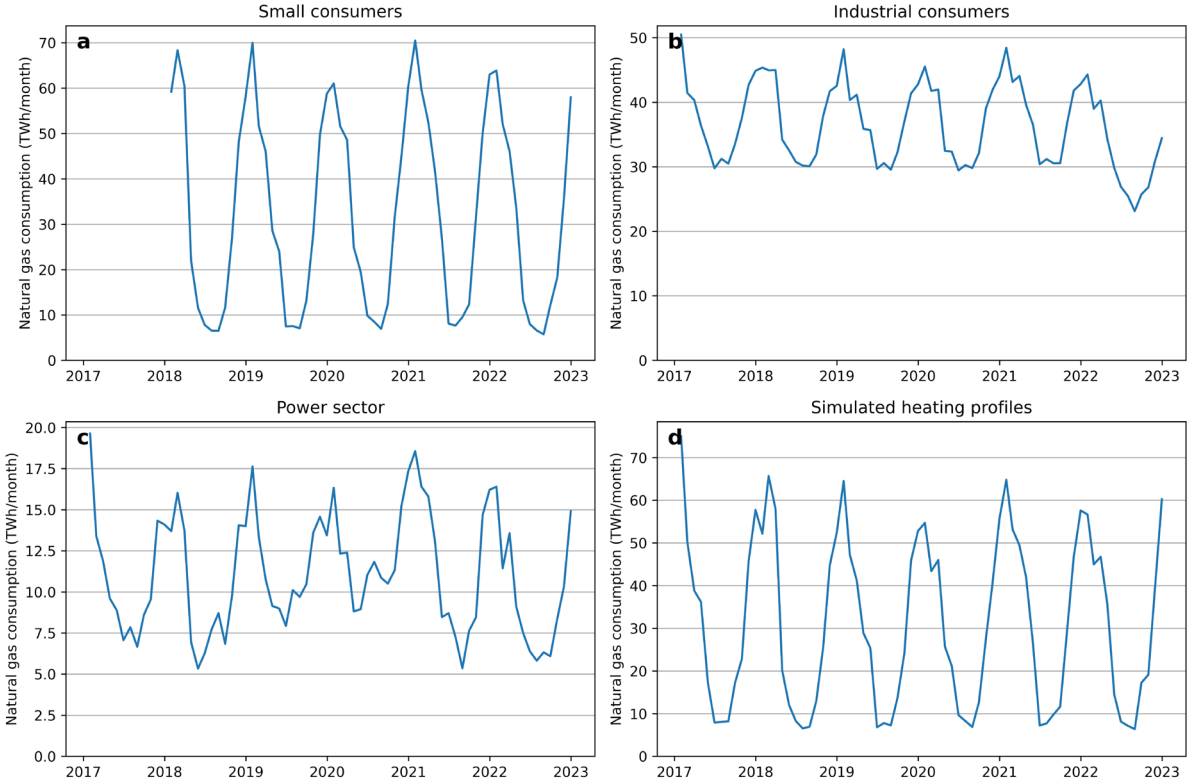 Small consumers
a
Natural gas consumption (TWh/month)
70
60
50
40
30
20
10
0
2017 2018 2019 2020 2021 2022 2023
Industrial consumers
b
Natural gas consumption (TWh/month)
50
40
30
20
10
0
2017 2018 2019 2020 2021 2022 2023
Power sector
c
Natural gas consumption (TWh/month)
20.0
17.5
15.0
12.5
10.0
7.5
5.0
2.5
0.0
2017 2018 2019 2020 2021 2022 2023
Simulated heating profiles
d
Natural gas consumption (TWh/month)
70
60
50
40
30
20
10
0
2017 2018 2019 2020 2021 2022 2023